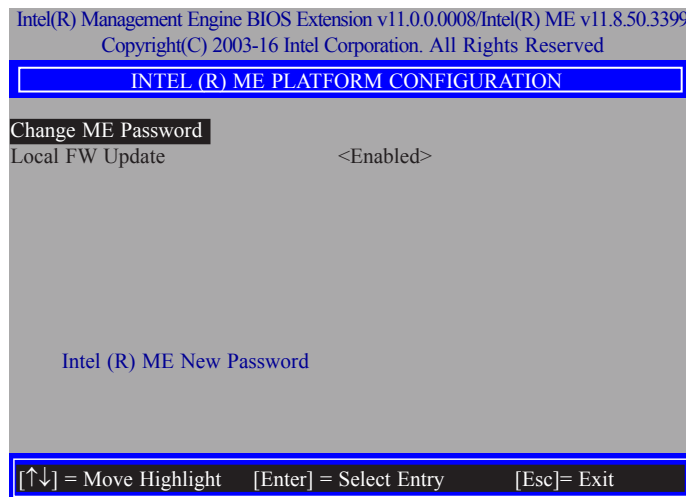 Intel(R) Management Engine BIOS Extension v11.0.0.0008/Intel(R) ME v11.8.50.3399
Copyright(C) 2003-16 Intel Corporation. All Rights Reserved
INTEL (R) ME PLATFORM CONFIGURATION
Change ME Password
Local FW Update <Enabled>
Intel (R) ME New Password
[↑↓] = Move Highlight [Enter] = Select Entry [Esc]= Exit